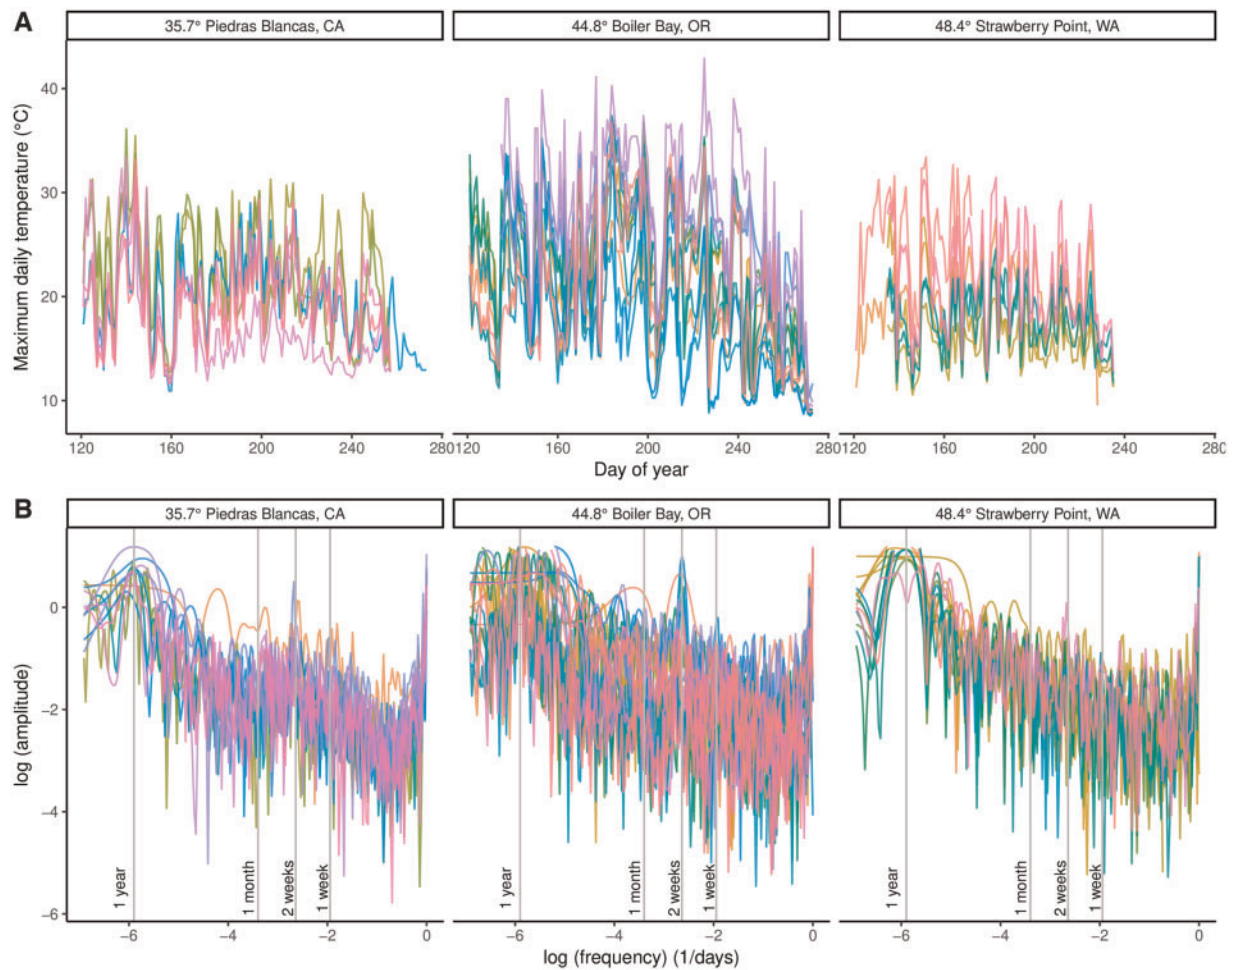 A
35.7° Piedras Blancas, CA
44.8° Boiler Bay, OR
48.4° Strawberry Point, WA
Maximum daily temperature (°C)
40
30
20
10
120 160 200 240 280
120 160 200 240 280
120 160 200 240 280
Day of year
B
35.7° Piedras Blancas, CA
44.8° Boiler Bay, OR
48.4° Strawberry Point, WA
log (amplitude)
0
−2
−4
−6
1 year
1 month
2 weeks
1 week
1 year
1 month
2 weeks
1 week
1 year
1 month
2 weeks
1 week
−6 −4 −2 0
−6 −4 −2 0
−6 −4 −2 0
log (frequency) (1/days)